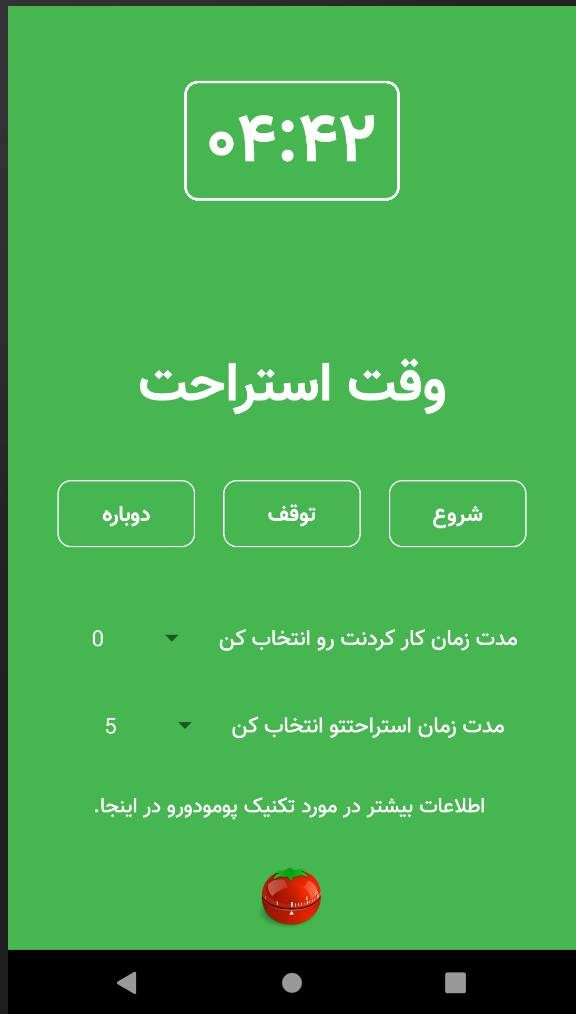 ۰۴:۴۲
وقت استراحت
شروع
توقف
دوباره
مدت زمان کار کردنت رو انتخاب کن 0
مدت زمان استراحتتو انتخاب کن 5
اطلاعات بیشتر در مورد تکنیک پومودورو در اینجا.